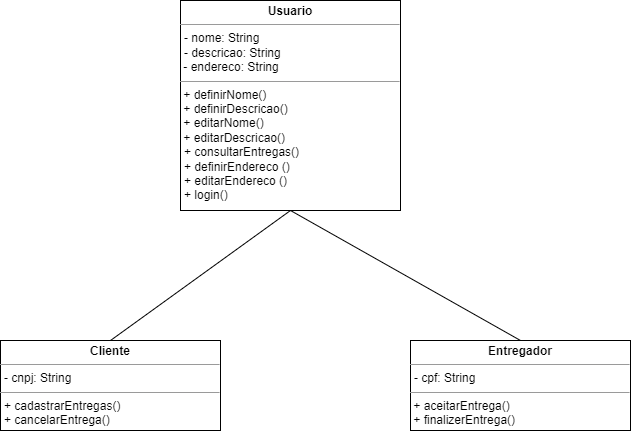 Usuario
- nome: String
- descricao: String
- endereco: String
+ definirNome()
+ definirDescricao()
+ editarNome()
+ editarDescricao()
+ consultarEntregas()
+ definirEndereco ()
+ editarEndereco ()
+ login()
Cliente
- cnpj: String
+ cadastrarEntregas()
+ cancelarEntrega()
Entregador
- cpf: String
+ aceitarEntrega()
+ finalizerEntrega()